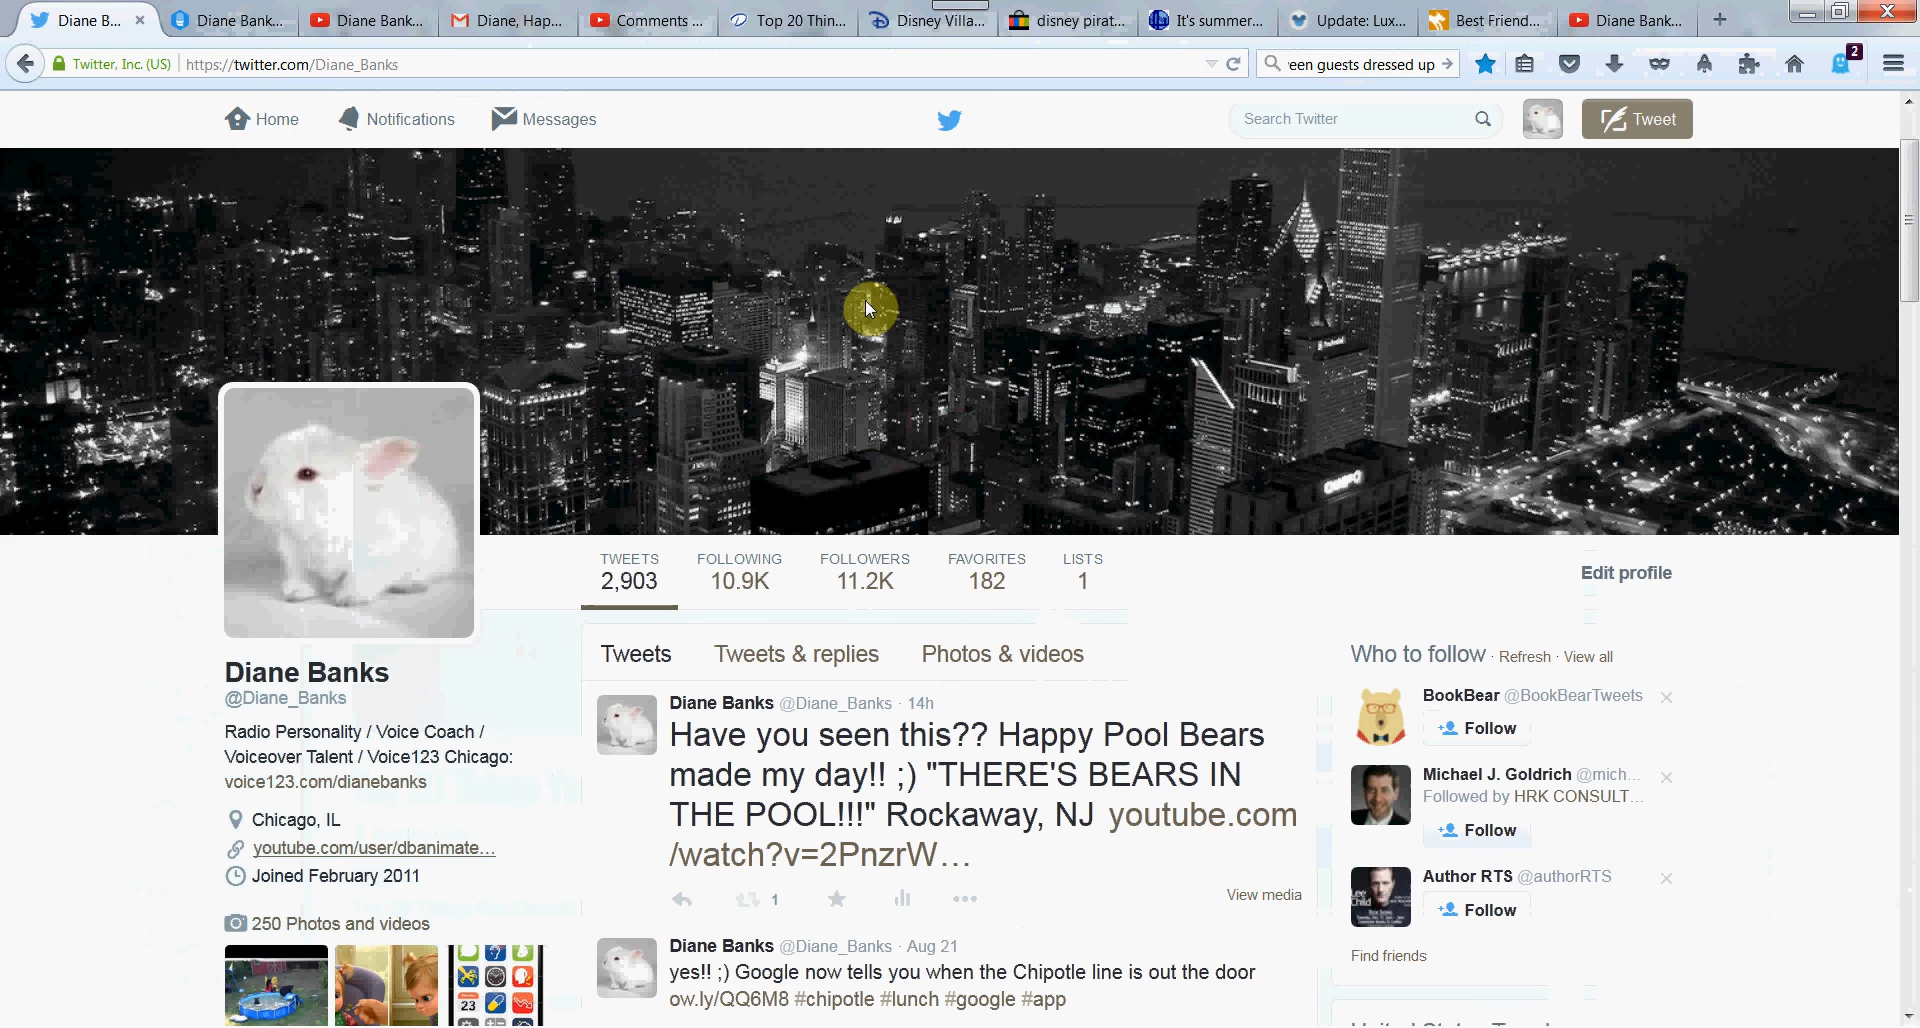 Diane B...
Diane Bank...
Diane Bank...
Diane, Hap...
Comments ...
Top 20 Thin...
Disney Villa...
disney pirat...
It's summer...
Update: Lux...
Best Friend...
Diane Bank...
Twitter, Inc. (US)
https://twitter.com/Diane_Banks
een guests dressed up
2
Home
Notifications
Messages
Search Twitter
Tweet
TWEETS
2,903
FOLLOWING
10.9K
FOLLOWERS
11.2K
FAVORITES
182
LISTS
1
Edit profile
Diane Banks
@Diane_Banks
Radio Personality / Voice Coach /
Voiceover Talent / Voice123 Chicago:
voice123.com/dianebanks
Chicago, IL
youtube.com/user/dbanimate...
Joined February 2011
250 Photos and videos
23
Tweets
Tweets & replies
Photos & videos
Diane Banks @Diane_Banks · 14h
Have you seen this?? Happy Pool Bears
made my day!! ;) "THERE'S BEARS IN
THE POOL!!!" Rockaway, NJ youtube.com
/watch?v=2PnzrW...
1
View media
Diane Banks @Diane_Banks · Aug 21
yes!! ;) Google now tells you when the Chipotle line is out the door
ow.ly/QQ6M8 #chipotle #lunch #google #app
Who to follow · Refresh · View all
BookBear @BookBearTweets
Follow
Michael J. Goldrich @mich...
Followed by HRK CONSULT...
Follow
Author RTS @authorRTS
Follow
Find friends